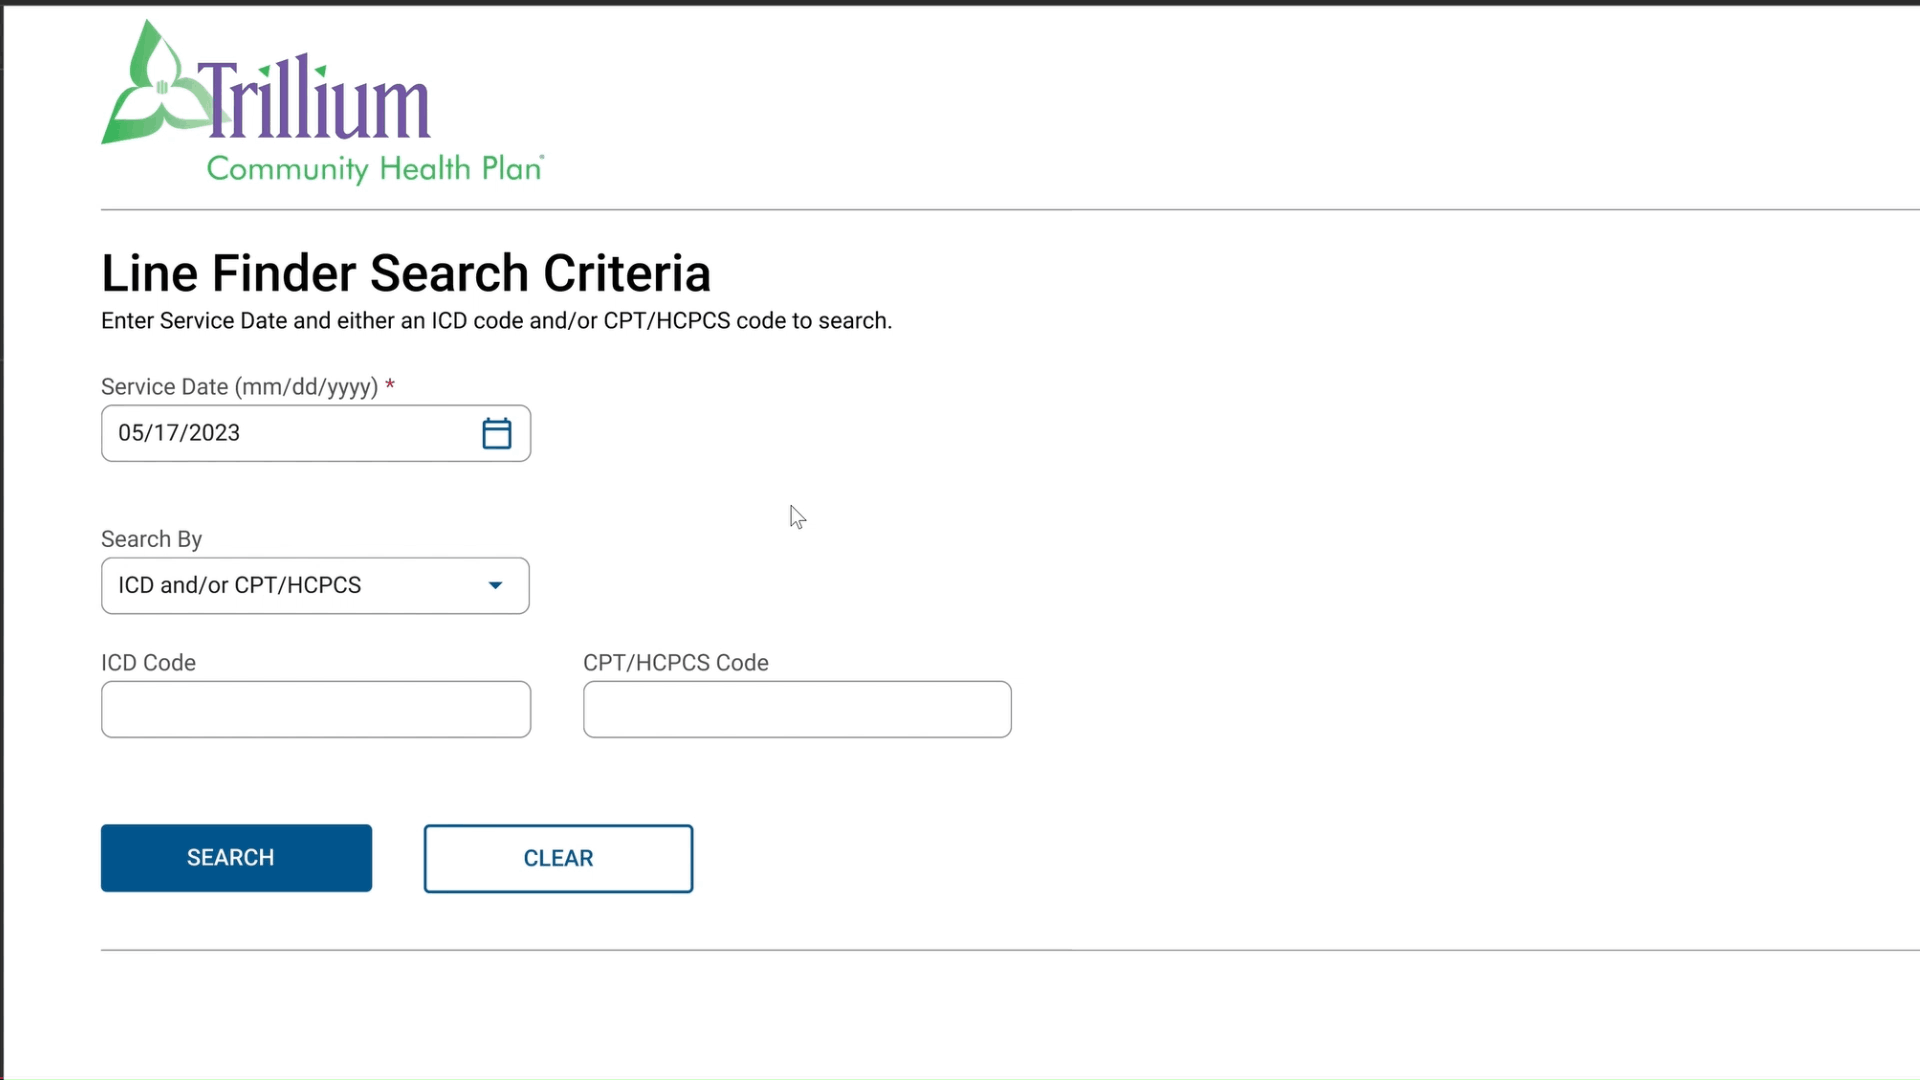 Trillium
Community Health Plan®
Line Finder Search Criteria
Enter Service Date and either an ICD code and/or CPT/HCPCS code to search.
Service Date (mm/dd/yyyy) *
05/17/2023
Search By
ICD and/or CPT/HCPCS
ICD Code
CPT/HCPCS Code
SEARCH
CLEAR